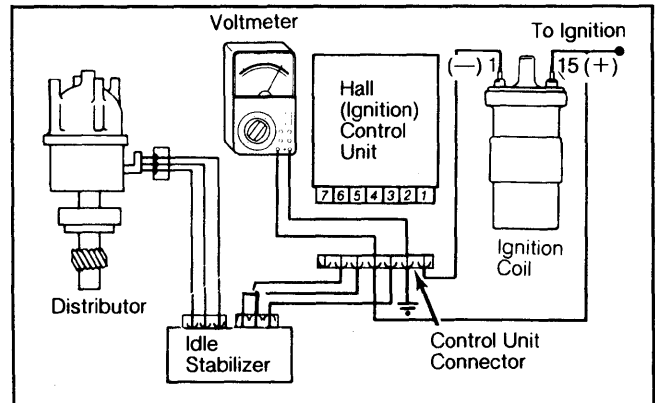 Voltmeter
To Ignition
(—) 1
15 (+)
Hall
(Ignition)
Control
Unit
7 6 5 4 3 2 1
Ignition
Coil
Distributor
Idle
Stabilizer
Control Unit
Connector